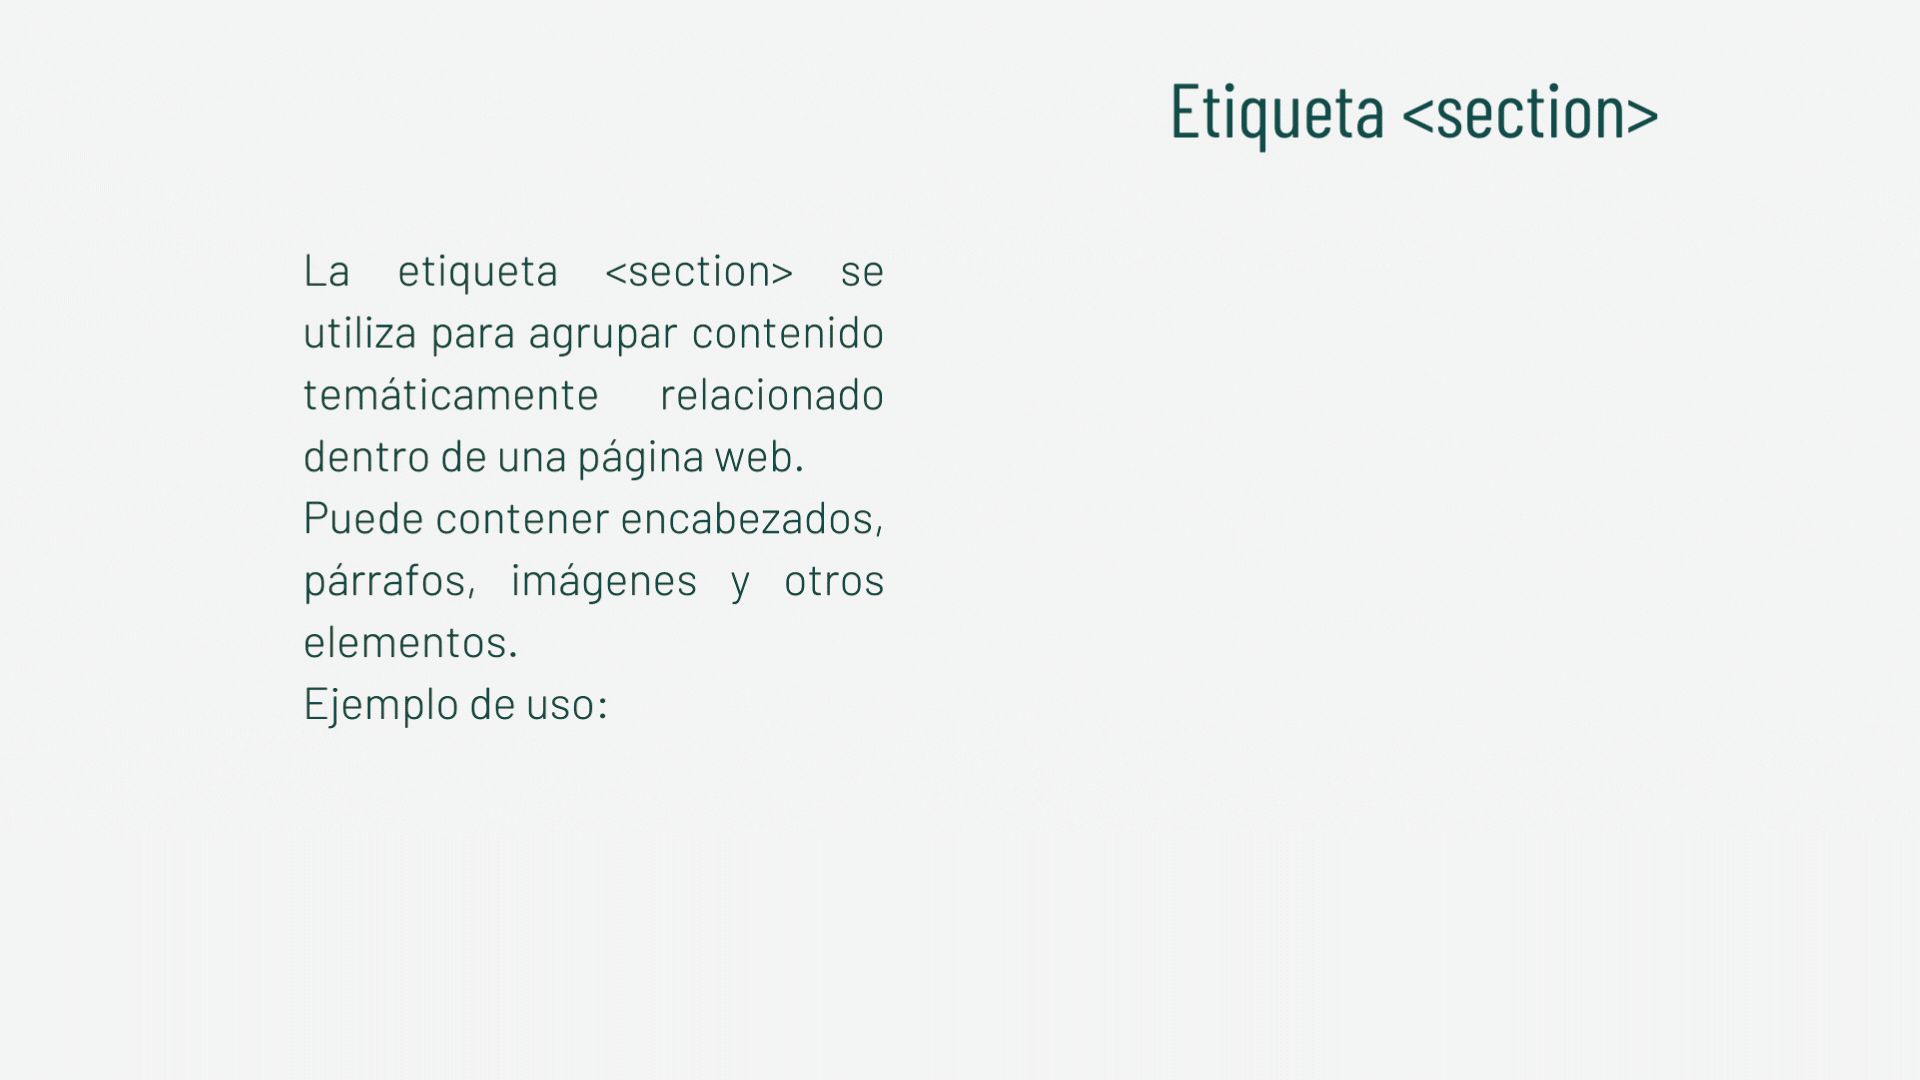 Etiqueta <section>
La etiqueta <section> se
utiliza para agrupar contenido
temáticamente relacionado
dentro de una página web.
Puede contener encabezados,
párrafos, imágenes y otros
elementos.
Ejemplo de uso: